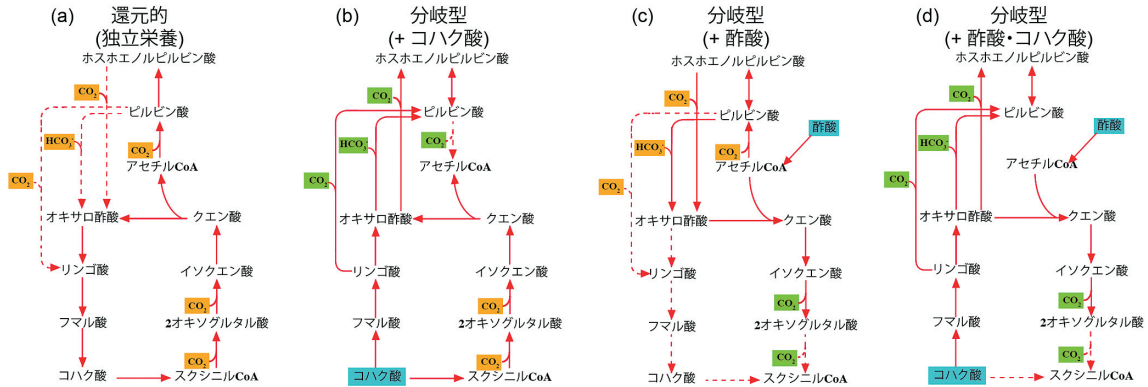 (a) 還元的
(独立栄養)
ホスホエノルピルビン酸
CO2
ピルビン酸
HCO3-
CO2
アセチルCoA
CO2
オキサロ酢酸
クエン酸
リンゴ酸
イソクエン酸
CO2
フマル酸
2オキソグルタル酸
CO2
コハク酸
スクシニルCoA
(b) 分岐型
(+ コハク酸)
ホスホエノルピルビン酸
CO2
ピルビン酸
HCO3-
CO2
アセチルCoA
CO2
オキサロ酢酸
クエン酸
リンゴ酸
イソクエン酸
CO2
フマル酸
2オキソグルタル酸
CO2
コハク酸
スクシニルCoA
(c) 分岐型
(+ 酢酸)
ホスホエノルピルビン酸
CO2
ピルビン酸
酢酸
HCO3-
CO2
アセチルCoA
CO2
オキサロ酢酸
クエン酸
リンゴ酸
イソクエン酸
CO2
フマル酸
2オキソグルタル酸
CO2
コハク酸
スクシニルCoA
(d) 分岐型
(+ 酢酸・コハク酸)
ホスホエノルピルビン酸
CO2
ピルビン酸
酢酸
HCO3-
アセチルCoA
CO2
オキサロ酢酸
クエン酸
リンゴ酸
イソクエン酸
CO2
フマル酸
2オキソグルタル酸
CO2
コハク酸
スクシニルCoA